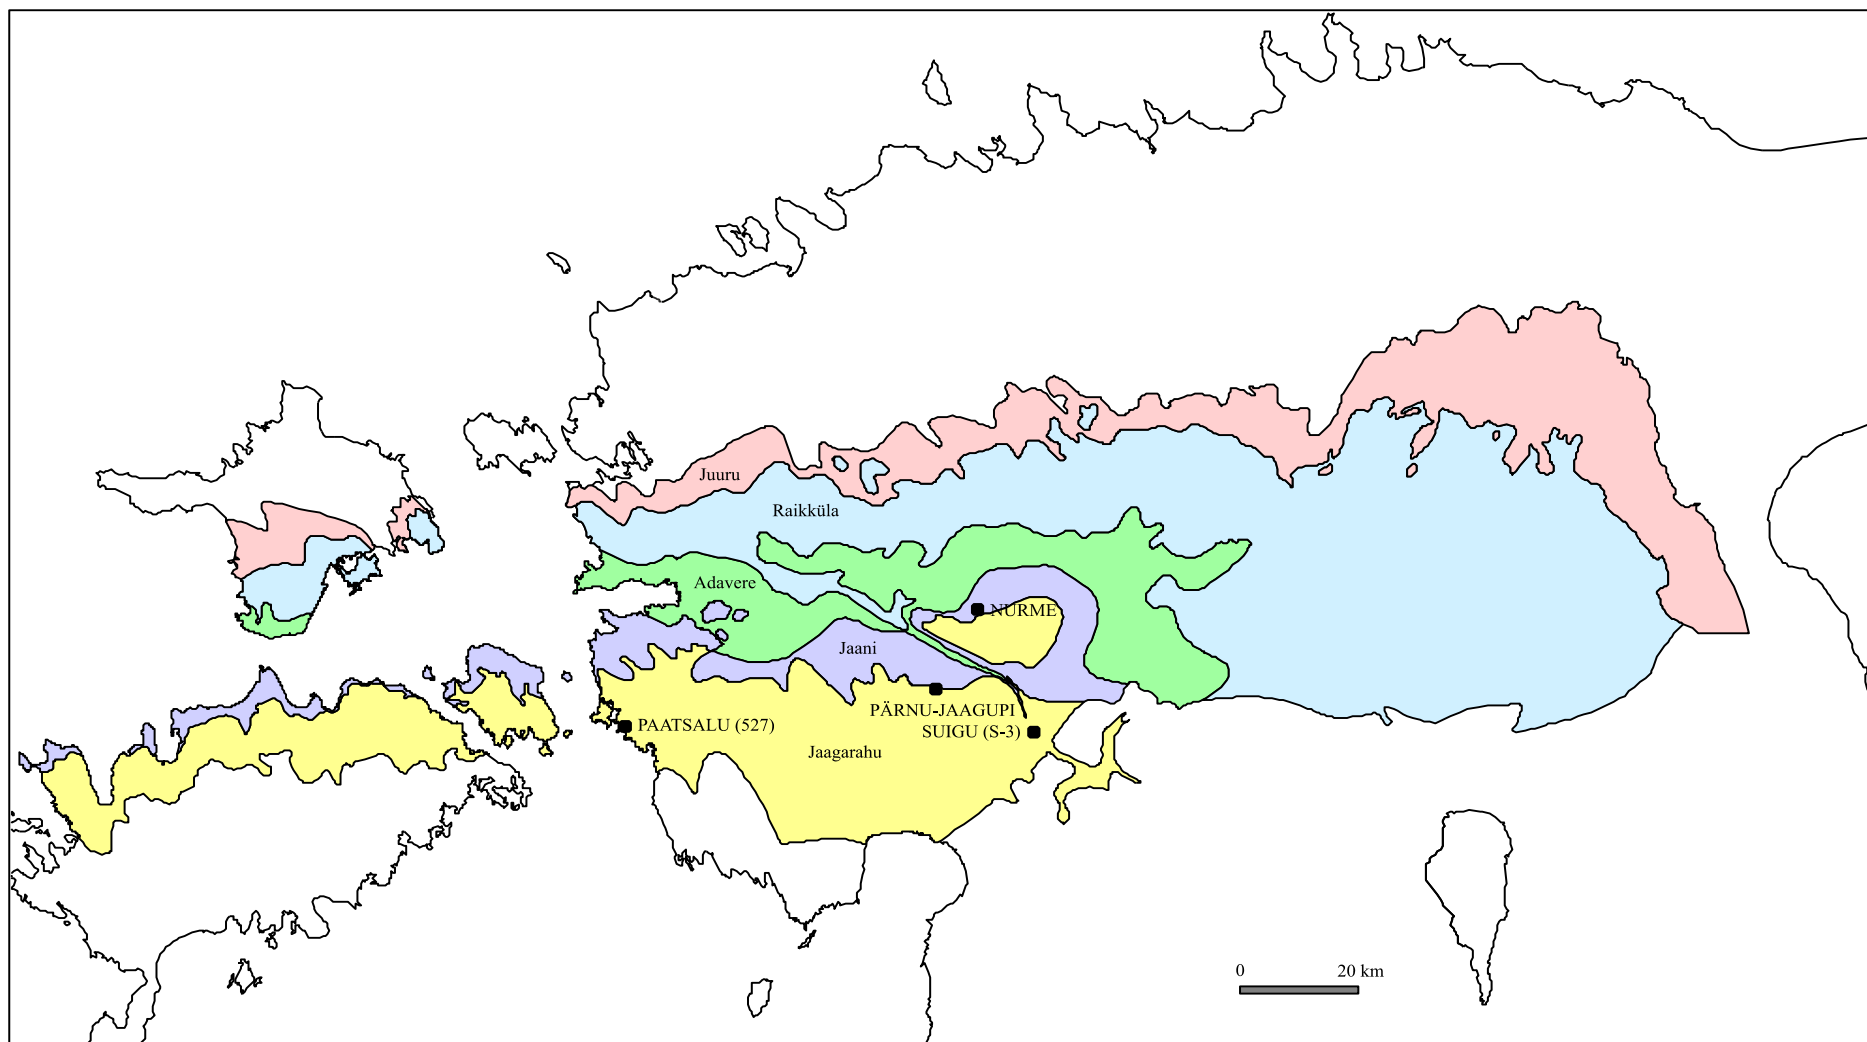 Juuru
Raikküla
Adavere
NURME
Jaani
PÄRNU-JAAGUPI
PAATSALU (527)
SUIGU (S-3)
Jaagarahu
0 20 km